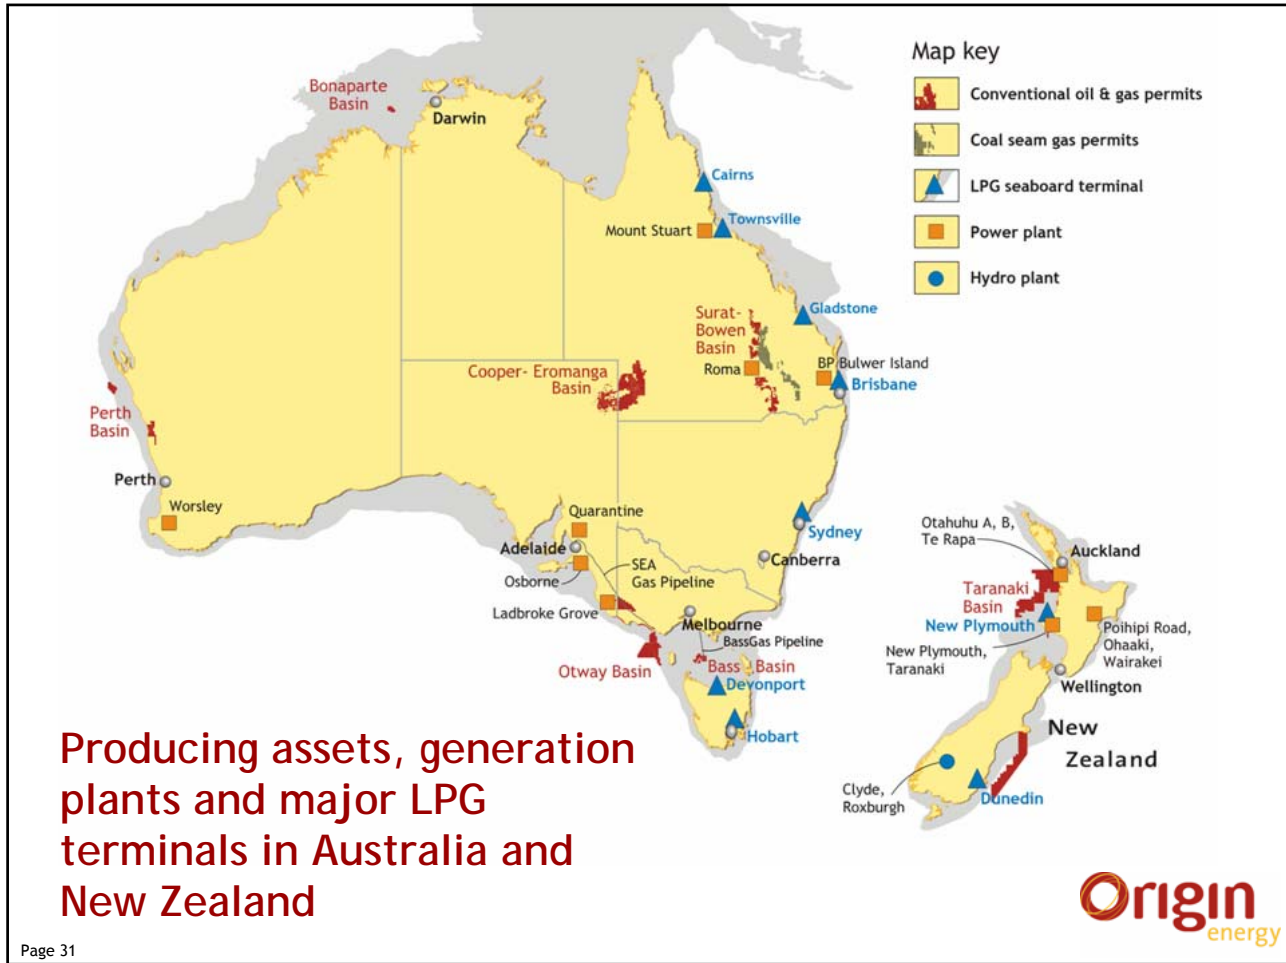 Map key
Conventional oil & gas permits
Coal seam gas permits
LPG seaboard terminal
Power plant
Hydro plant
Bonaparte
Basin
Darwin
Cairns
Townsville
Mount Stuart
Gladstone
Surat-
Bowen
Basin
Roma
BP Bulwer Island
Brisbane
Cooper- Eromanga
Basin
Perth
Basin
Perth
Worsley
Quarantine
Adelaide
Osborne
SEA
Gas Pipeline
Ladbroke Grove
Sydney
Canberra
Melbourne
BassGas Pipeline
Otway Basin
Bass Basin
Devonport
Hobart
Otahuhu A, B,
Te Rapa
Auckland
Taranaki
Basin
New Plymouth
New Plymouth,
Taranaki
Poihipi Road,
Ohaaki,
Wairakei
Wellington
New
Zealand
Clyde,
Roxburgh
Dunedin
Producing assets, generation
plants and major LPG
terminals in Australia and
New Zealand
Origin
energy
Page 31